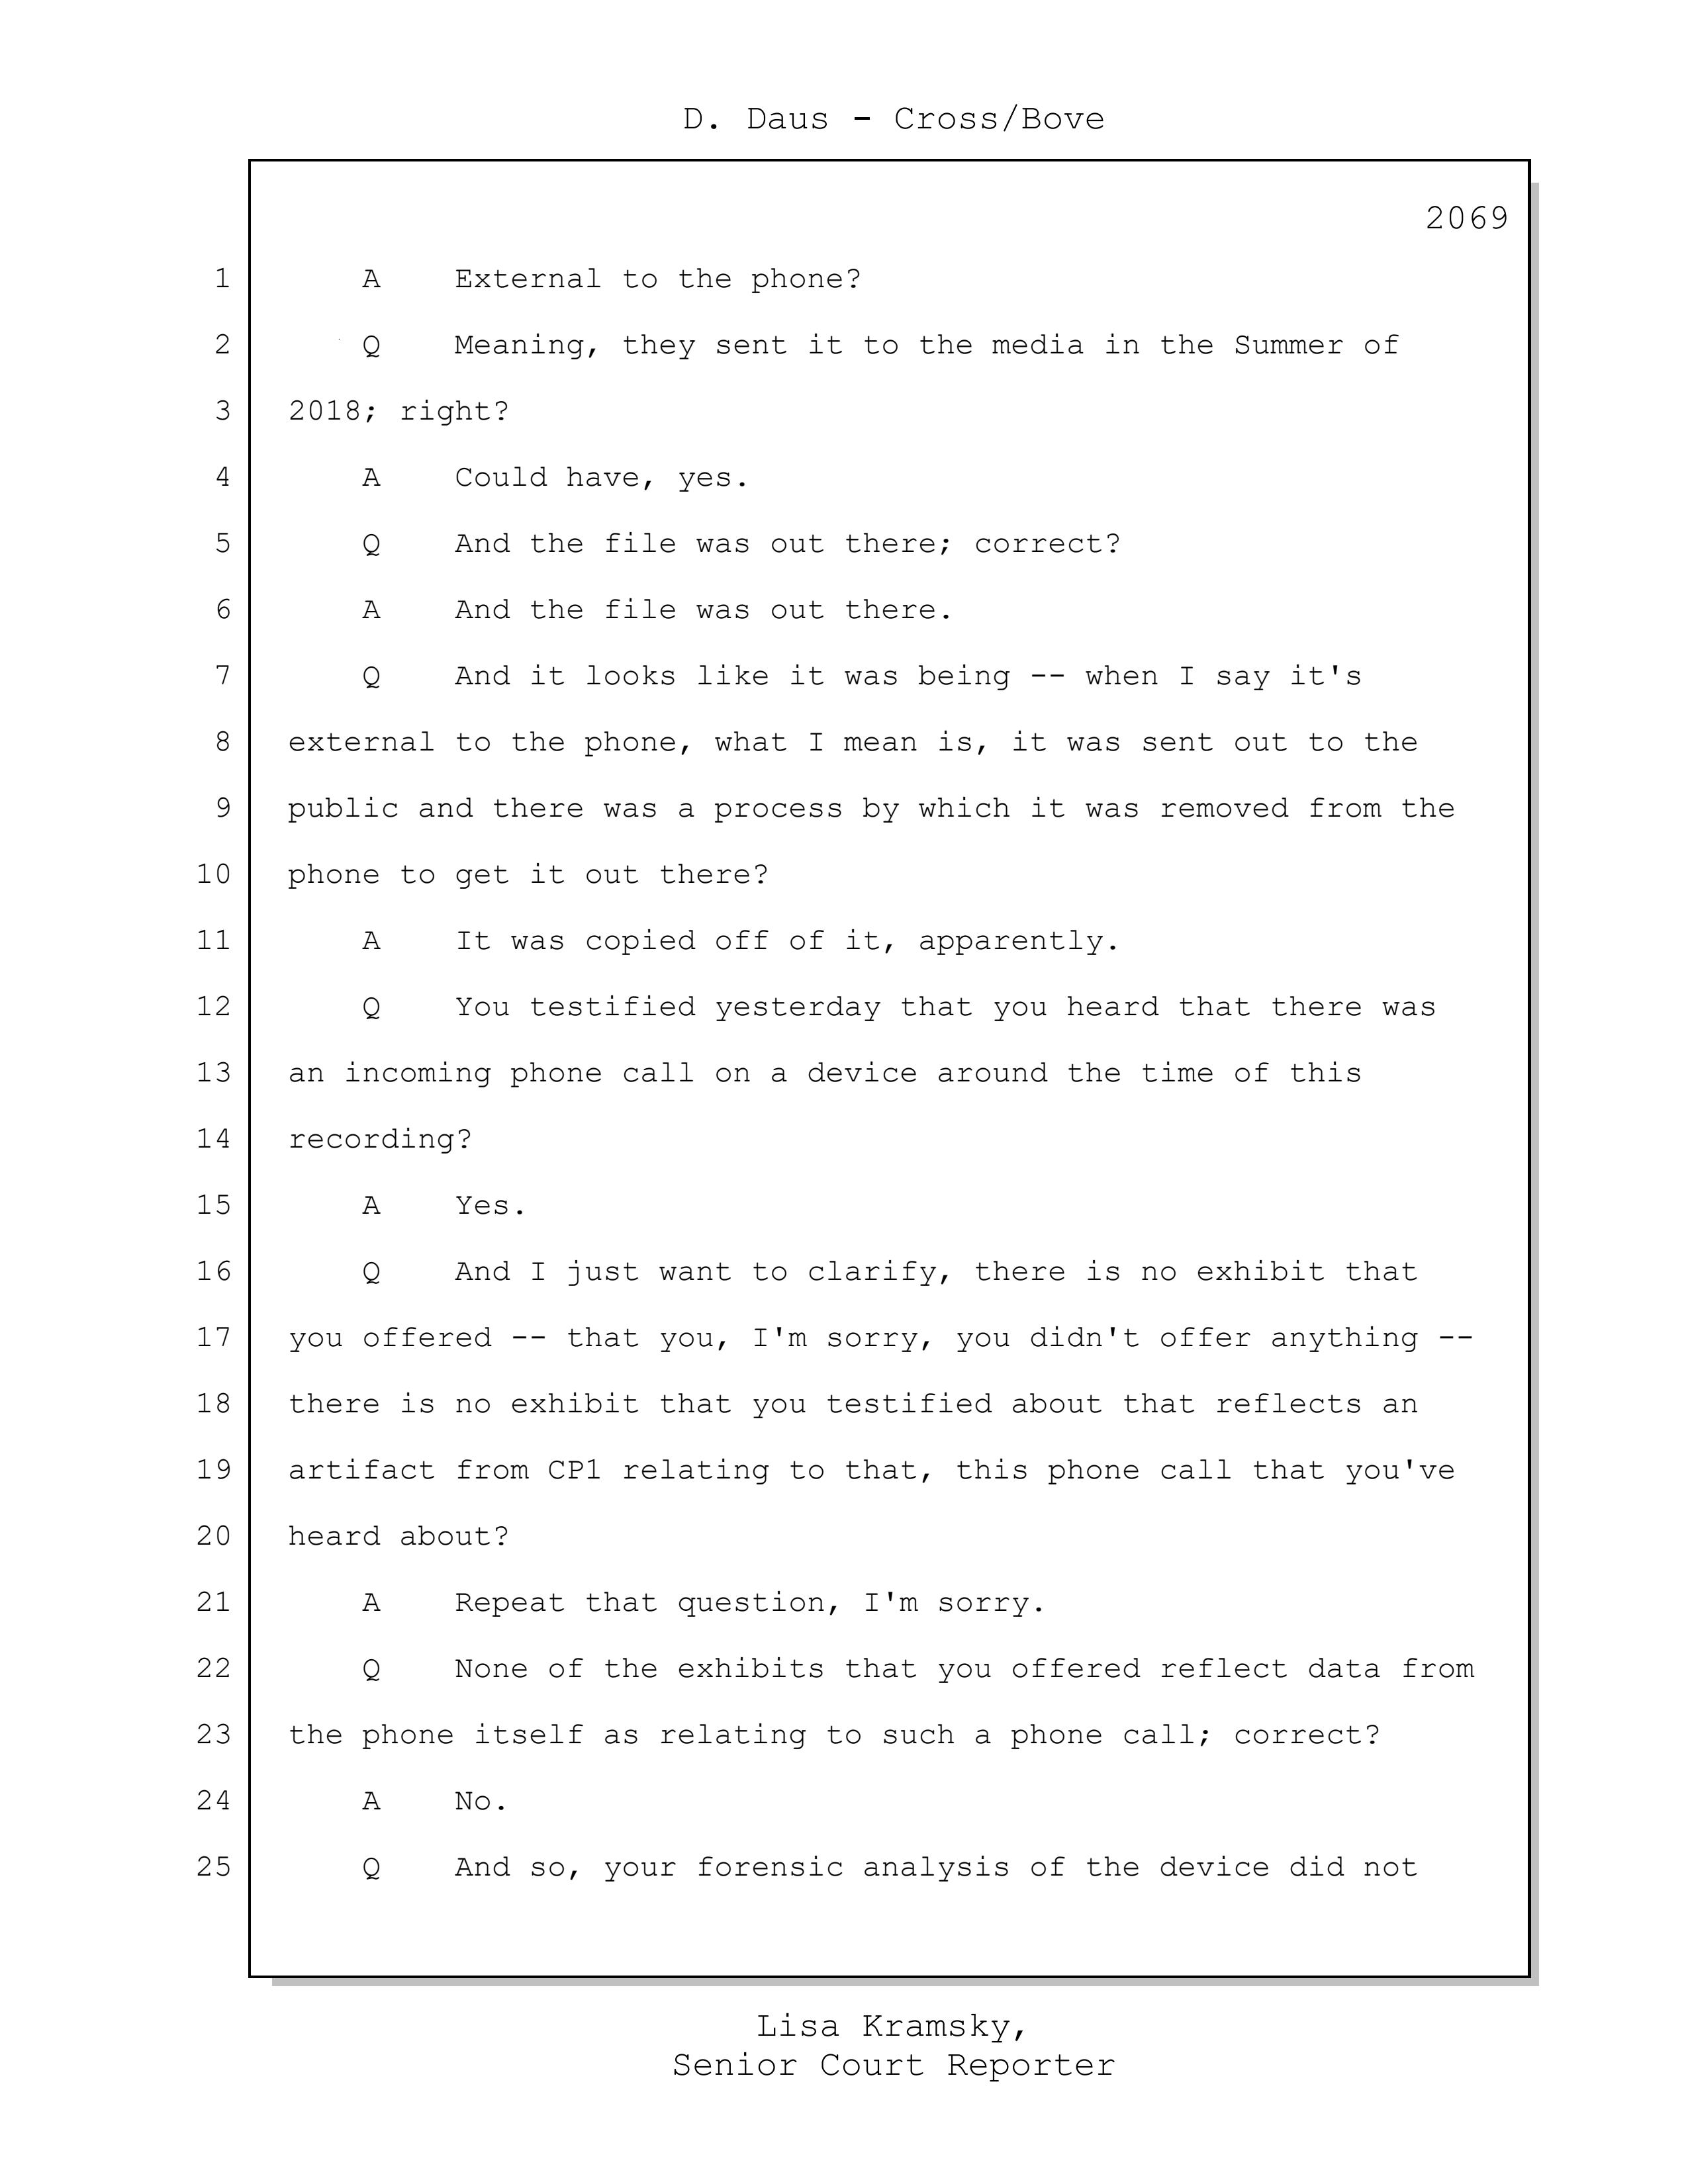 D. Daus - Cross/Bove
2069
1 A External to the phone?
2 Q Meaning, they sent it to the media in the Summer of
3 2018; right?
4 A Could have, yes.
5 Q And the file was out there; correct?
6 A And the file was out there.
7 Q And it looks like it was being -- when I say it's
8 external to the phone, what I mean is, it was sent out to the
9 public and there was a process by which it was removed from the
10 phone to get it out there?
11 A It was copied off of it, apparently.
12 Q You testified yesterday that you heard that there was
13 an incoming phone call on a device around the time of this
14 recording?
15 A Yes.
16 Q And I just want to clarify, there is no exhibit that
17 you offered -- that you, I'm sorry, you didn't offer anything --
18 there is no exhibit that you testified about that reflects an
19 artifact from CP1 relating to that, this phone call that you've
20 heard about?
21 A Repeat that question, I'm sorry.
22 Q None of the exhibits that you offered reflect data from
23 the phone itself as relating to such a phone call; correct?
24 A No.
25 Q And so, your forensic analysis of the device did not
Lisa Kramsky,
Senior Court Reporter